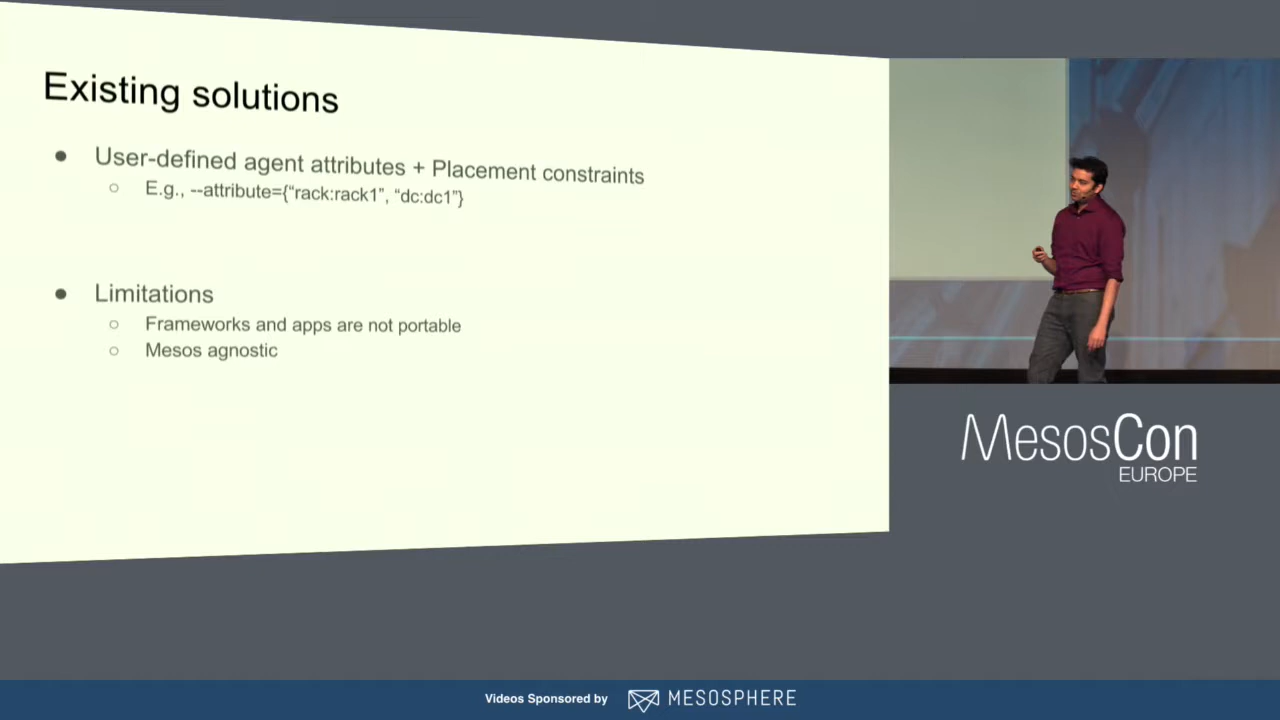 Existing solutions
● User-defined agent attributes + Placement constraints
○ E.g., --attribute={“rack:rack1”, “dc:dc1”}
● Limitations
○ Frameworks and apps are not portable
○ Mesos agnostic
MesosCon
EUROPE
Videos Sponsored by MESOSPHERE